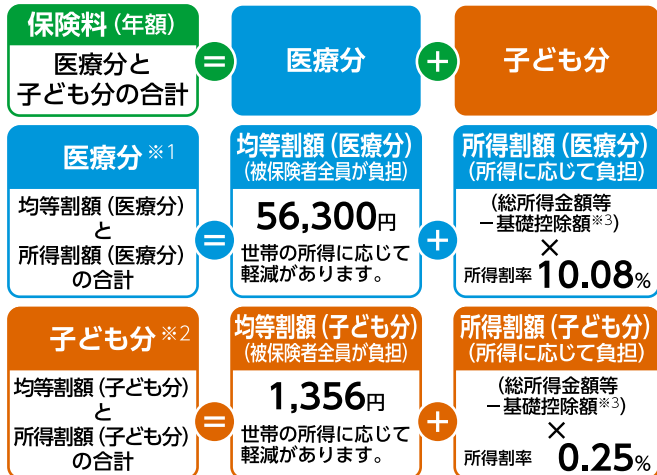 保険料(年額)
医療分と
子ども分の合計
=
医療分
+
子ども分
医療分※1
均等割額(医療分)
と
所得割額(医療分)
の合計
=
均等割額(医療分)
(被保険者全員が負担)
56,300円
世帯の所得に応じて
軽減があります。
+
所得割額(医療分)
(所得に応じて負担)
(総所得金額等
−基礎控除額※3)
×
所得割率 10.08%
子ども分※2
均等割額(子ども分)
と
所得割額(子ども分)
の合計
=
均等割額(子ども分)
(被保険者全員が負担)
1,356円
世帯の所得に応じて
軽減があります。
+
所得割額(子ども分)
(所得に応じて負担)
(総所得金額等
−基礎控除額※3)
×
所得割率 0.25%